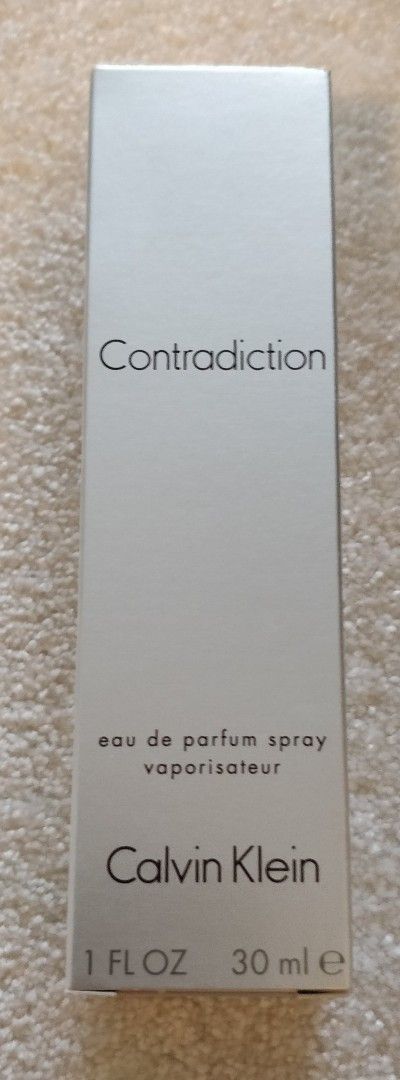 Contradiction
eau de parfum spray
vaporisateur
Calvin Klein
1 FL OZ 30 ml ℮